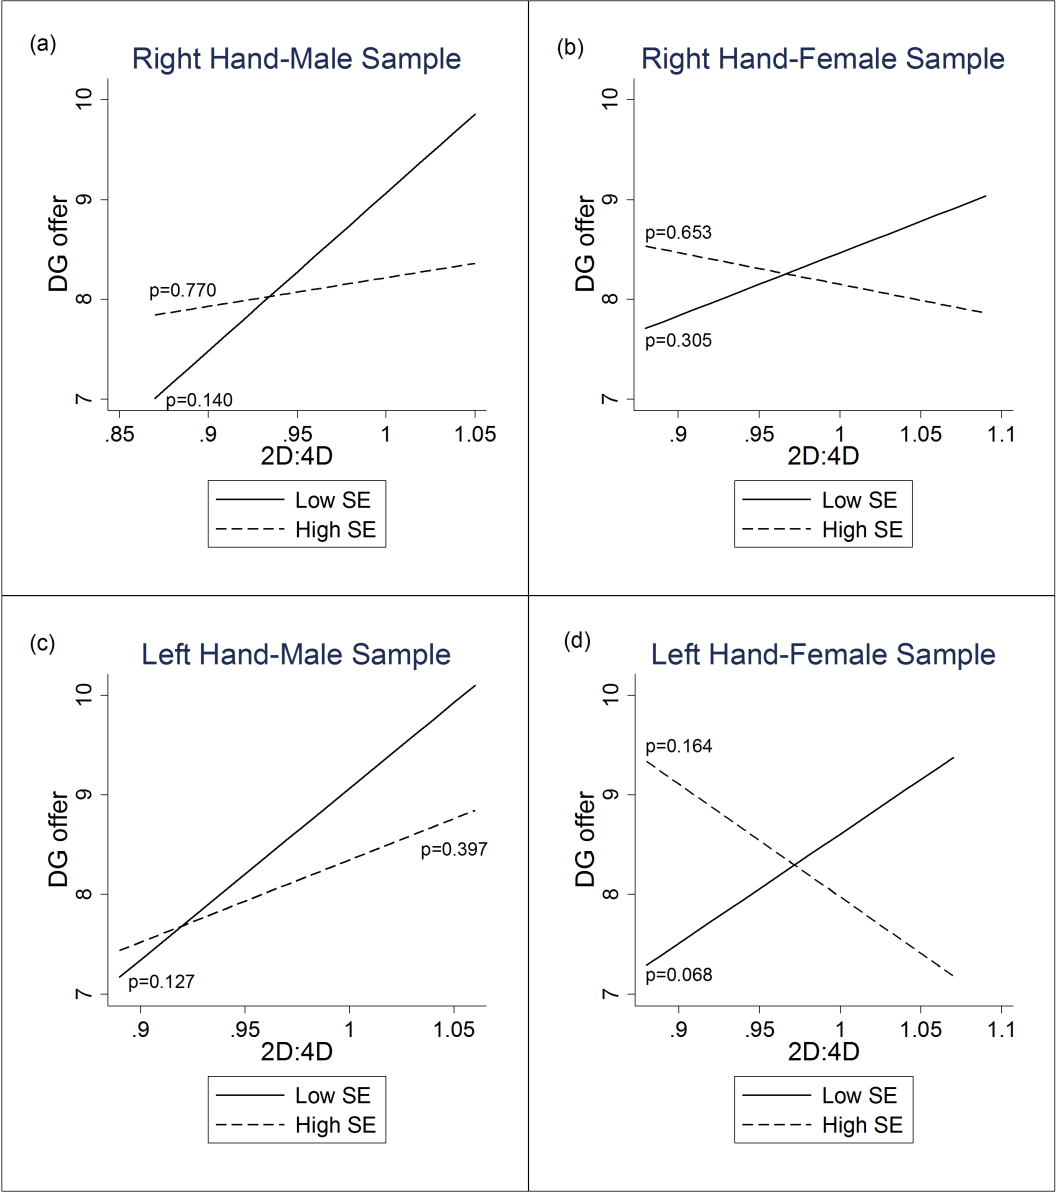 (a)
Right Hand-Male Sample
10
9
8
7
DG offer
p=0.770
p=0.140
.85 .9 .95 1 1.05
2D:4D
Low SE
High SE
(b)
Right Hand-Female Sample
10
9
8
7
DG offer
p=0.653
p=0.305
.9 .95 1 1.05 1.1
2D:4D
Low SE
High SE
(c)
Left Hand-Male Sample
10
9
8
7
DG offer
p=0.397
p=0.127
.9 .95 1 1.05
2D:4D
Low SE
High SE
(d)
Left Hand-Female Sample
10
9
8
7
DG offer
p=0.164
p=0.068
.9 .95 1 1.05 1.1
2D:4D
Low SE
High SE